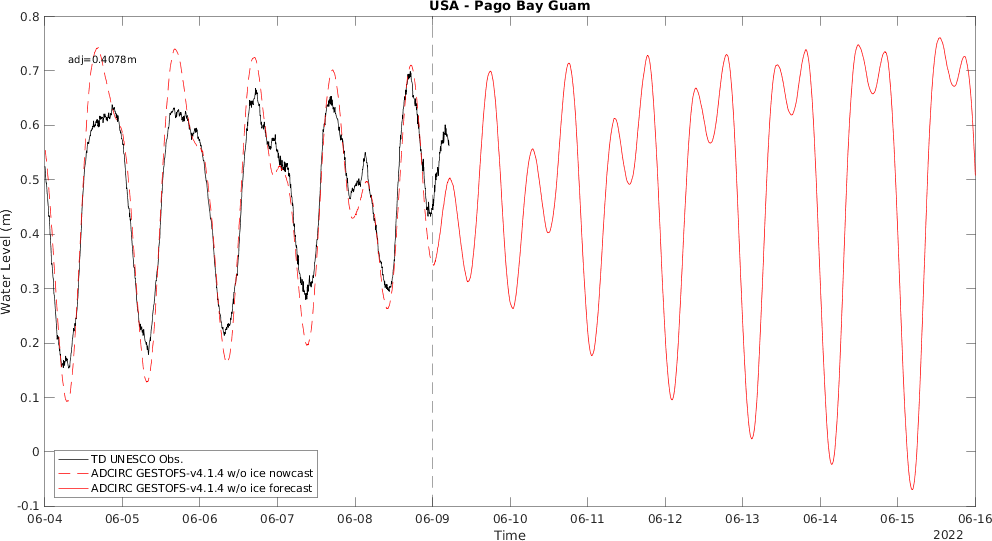 USA - Pago Bay Guam
adj=0.4078m
Water Level (m)
0.8
0.7
0.6
0.5
0.4
0.3
0.2
0.1
0
-0.1
TD UNESCO Obs.
ADCIRC GESTOFS-v4.1.4 w/o ice nowcast
ADCIRC GESTOFS-v4.1.4 w/o ice forecast
06-04 06-05 06-06 06-07 06-08 06-09 06-10 06-11 06-12 06-13 06-14 06-15 06-16
Time
2022